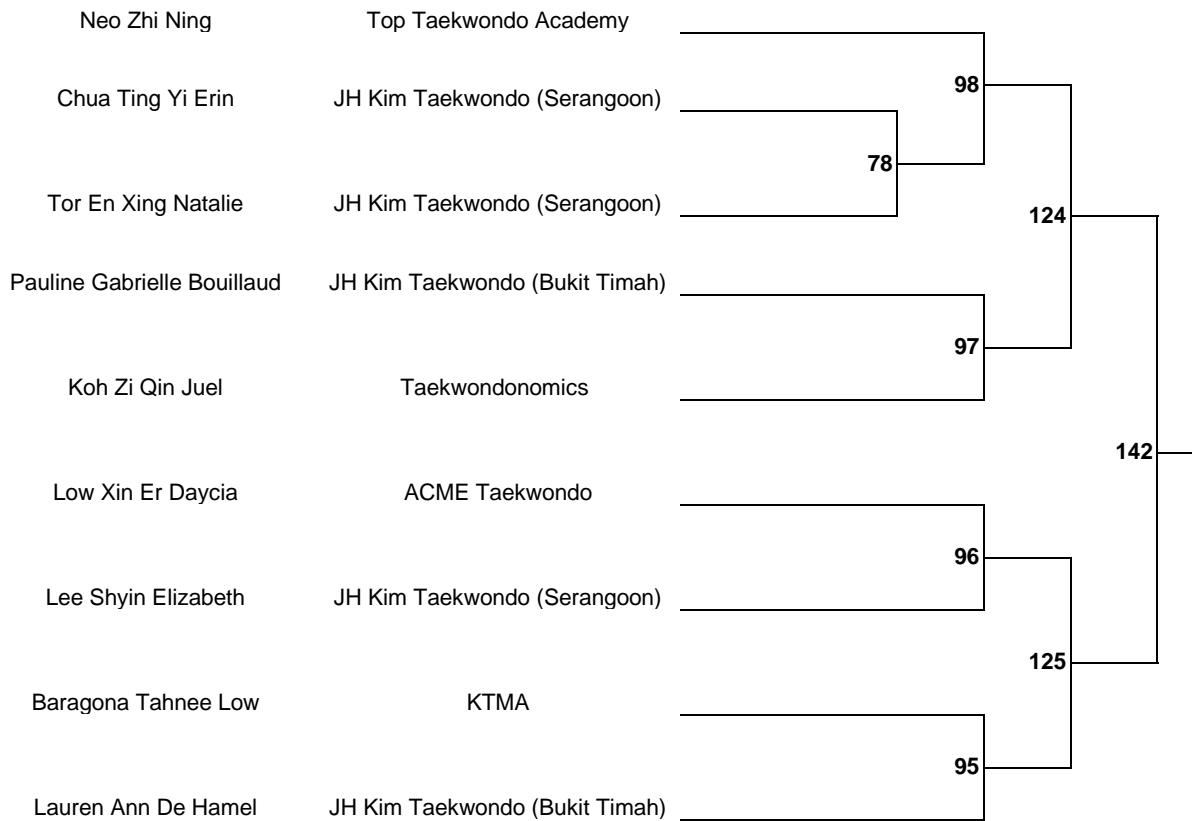 Neo Zhi Ning Top Taekwondo Academy
98
Chua Ting Yi Erin JH Kim Taekwondo (Serangoon)
78
Tor En Xing Natalie JH Kim Taekwondo (Serangoon)
124
Pauline Gabrielle Bouillaud JH Kim Taekwondo (Bukit Timah)
97
Koh Zi Qin Juel Taekwondonomics
142
Low Xin Er Daycia ACME Taekwondo
96
Lee Shyin Elizabeth JH Kim Taekwondo (Serangoon)
125
Baragona Tahnee Low KTMA
95
Lauren Ann De Hamel JH Kim Taekwondo (Bukit Timah)